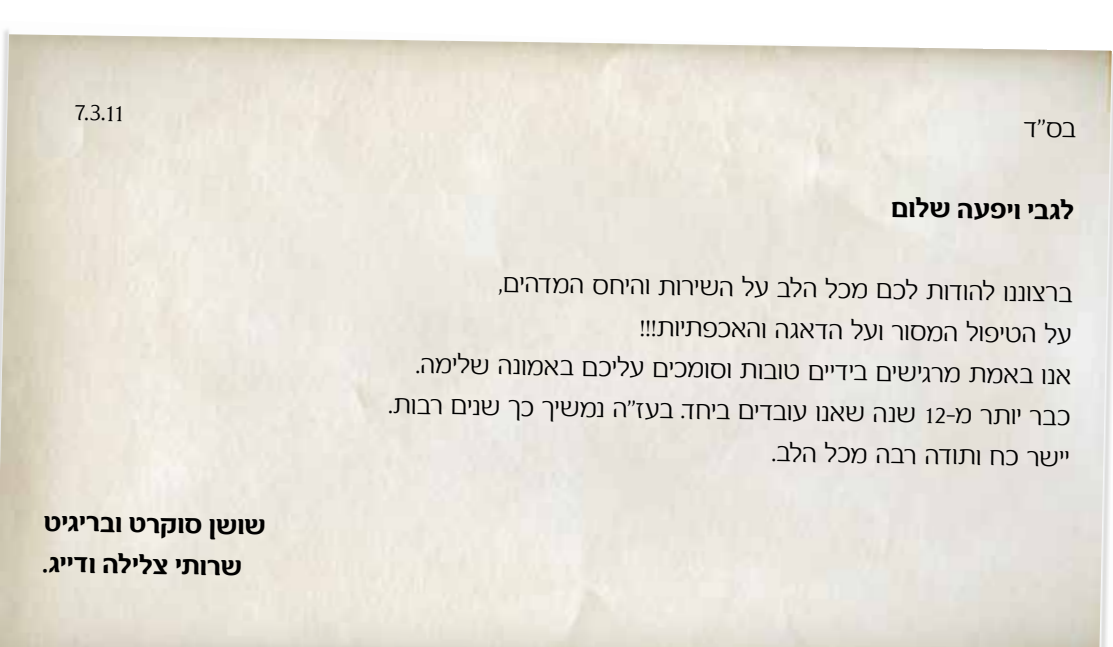 בס"ד
7.3.11
לגבי ויפעה שלום
ברצוננו להודות לכם מכל הלב על השירות והיחס המדהים,
על הטיפול המסור ועל הדאגה והאכפתיות!!!
אנו באמת מרגישים בידיים טובות וסומכים עליכם באמונה שלימה.
כבר יותר מ-12 שנה שאנו עובדים ביחד. בעז"ה נמשיך כך שנים רבות.
יישר כח ותודה רבה מכל הלב.
שושן סוקרט ובריגיט
שרותי צלילה ודייג.